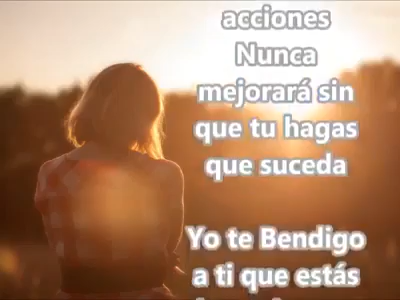 acciones
Nunca
mejorará sin
que tu hagas
que suceda
Yo te Bendigo
a ti que estás